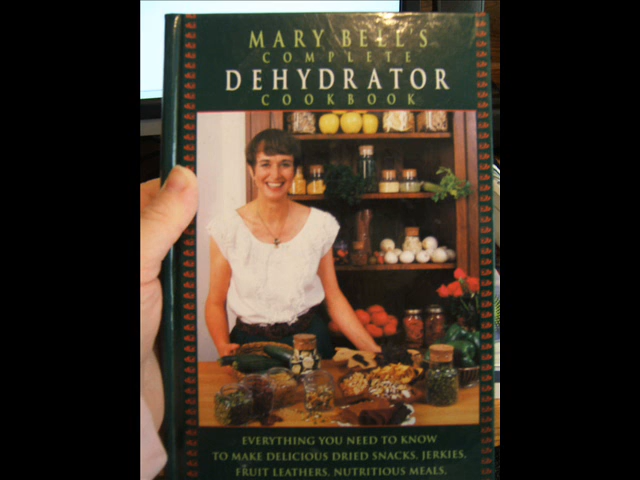 MARY BELL'S
COMPLETE
DEHYDRATOR
COOKBOOK
EVERYTHING YOU NEED TO KNOW
TO MAKE DELICIOUS DRIED SNACKS, JERKIES,
FRUIT LEATHERS, NUTRITIOUS MEALS,